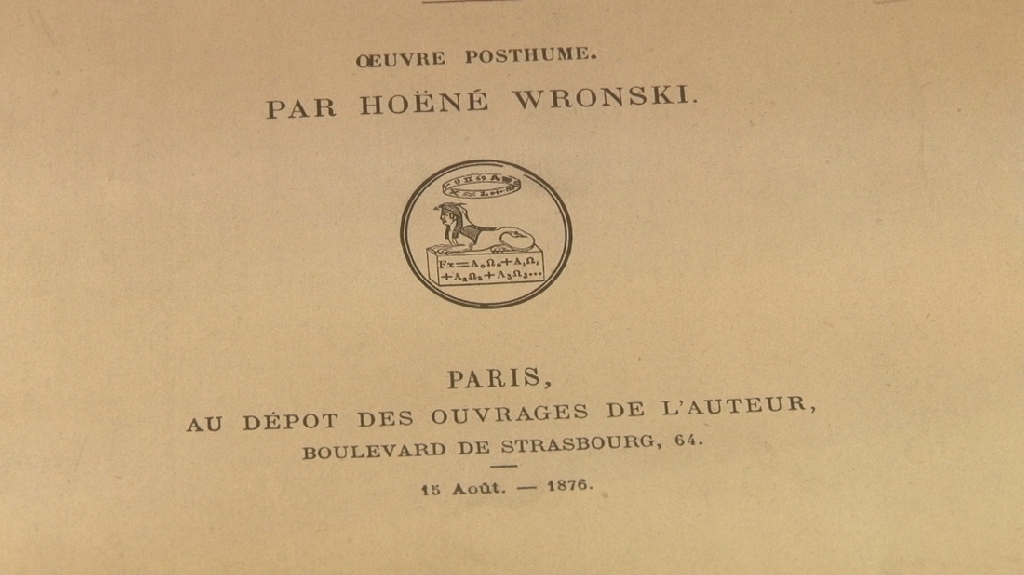 ŒUVRE POSTHUME.
PAR HOËNÉ WRONSKI.
Fx=A₀Ω₀+A₁Ω₁
+A₂Ω₂+A₃Ω₃...
PARIS,
AU DÉPOT DES OUVRAGES DE L'AUTEUR,
BOULEVARD DE STRASBOURG, 64.
15 Août. — 1876.